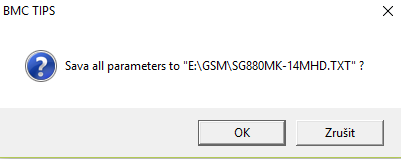 BMC TIPS
Sava all parameters to "E:\GSM\SG880MK-14MHD.TXT" ?
OK
Zrušit